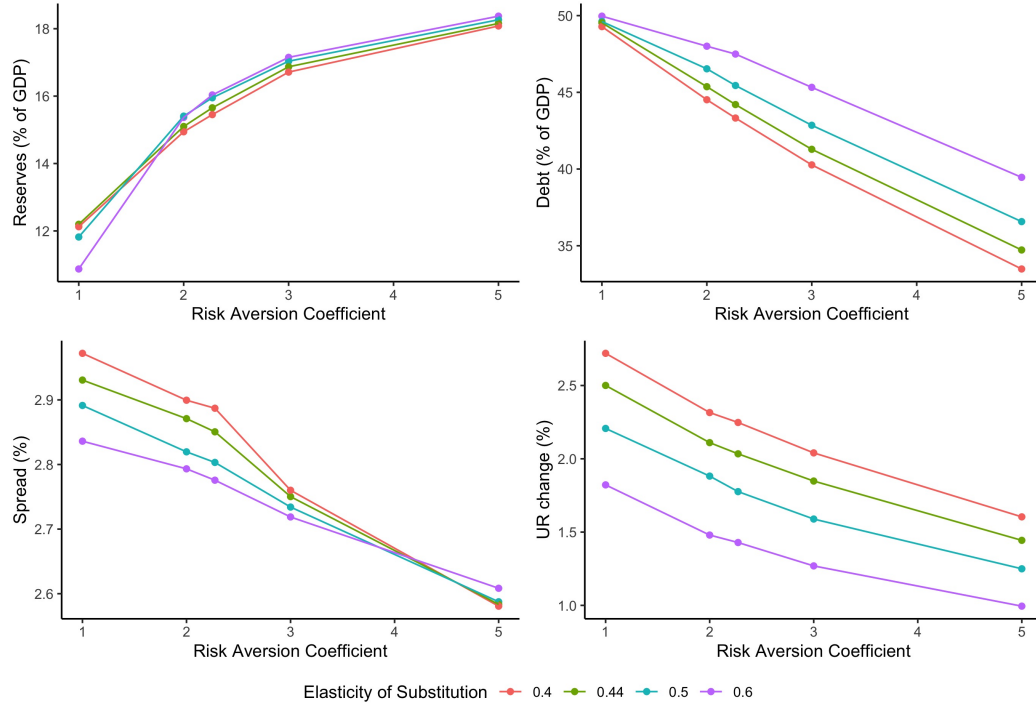 Reserves (% of GDP)
18
16
14
12
1 2 3 4 5
Risk Aversion Coefficient
Debt (% of GDP)
50
45
40
35
1 2 3 4 5
Risk Aversion Coefficient
Spread (%)
2.9
2.8
2.7
2.6
1 2 3 4 5
Risk Aversion Coefficient
UR change (%)
2.5
2.0
1.5
1.0
1 2 3 4 5
Risk Aversion Coefficient
Elasticity of Substitution 0.4 0.44 0.5 0.6